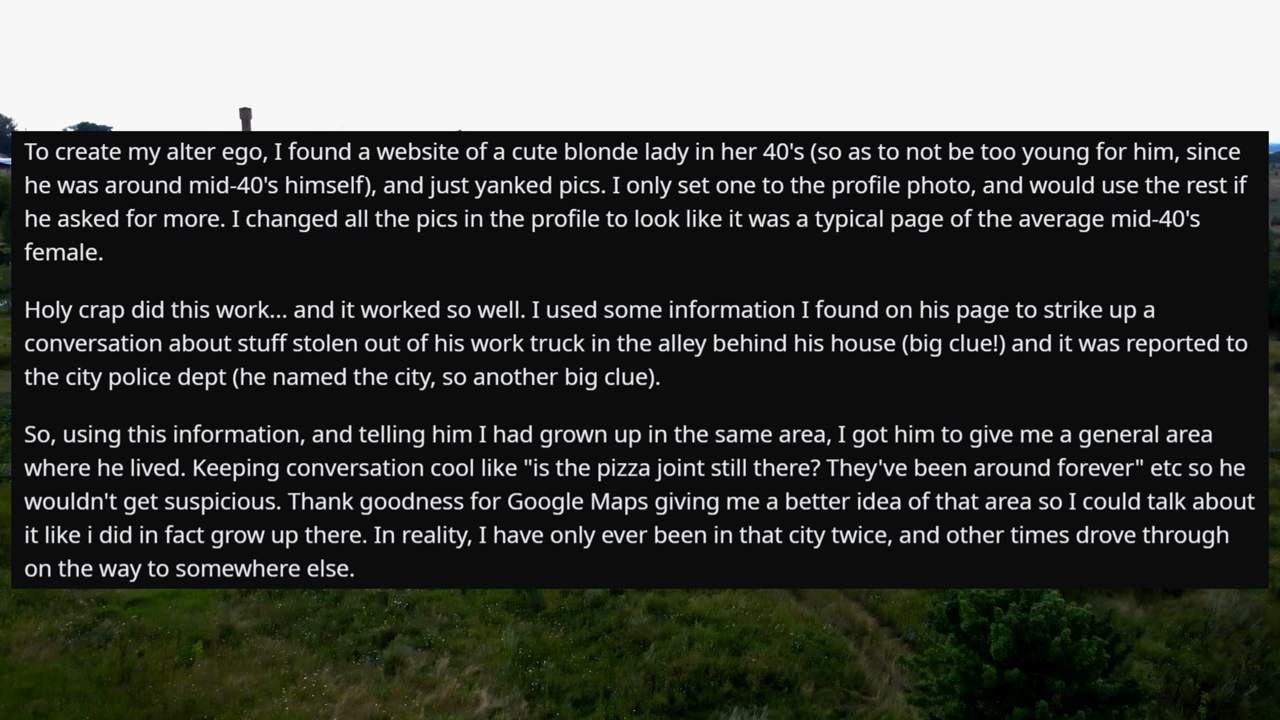 To create my alter ego, I found a website of a cute blonde lady in her 40's (so as to not be too young for him, since
he was around mid-40's himself), and just yanked pics. I only set one to the profile photo, and would use the rest if
he asked for more. I changed all the pics in the profile to look like it was a typical page of the average mid-40's
female.
Holy crap did this work... and it worked so well. I used some information I found on his page to strike up a
conversation about stuff stolen out of his work truck in the alley behind his house (big clue!) and it was reported to
the city police dept (he named the city, so another big clue).
So, using this information, and telling him I had grown up in the same area, I got him to give me a general area
where he lived. Keeping conversation cool like "is the pizza joint still there? They've been around forever" etc so he
wouldn't get suspicious. Thank goodness for Google Maps giving me a better idea of that area so I could talk about
it like i did in fact grow up there. In reality, I have only ever been in that city twice, and other times drove through
on the way to somewhere else.